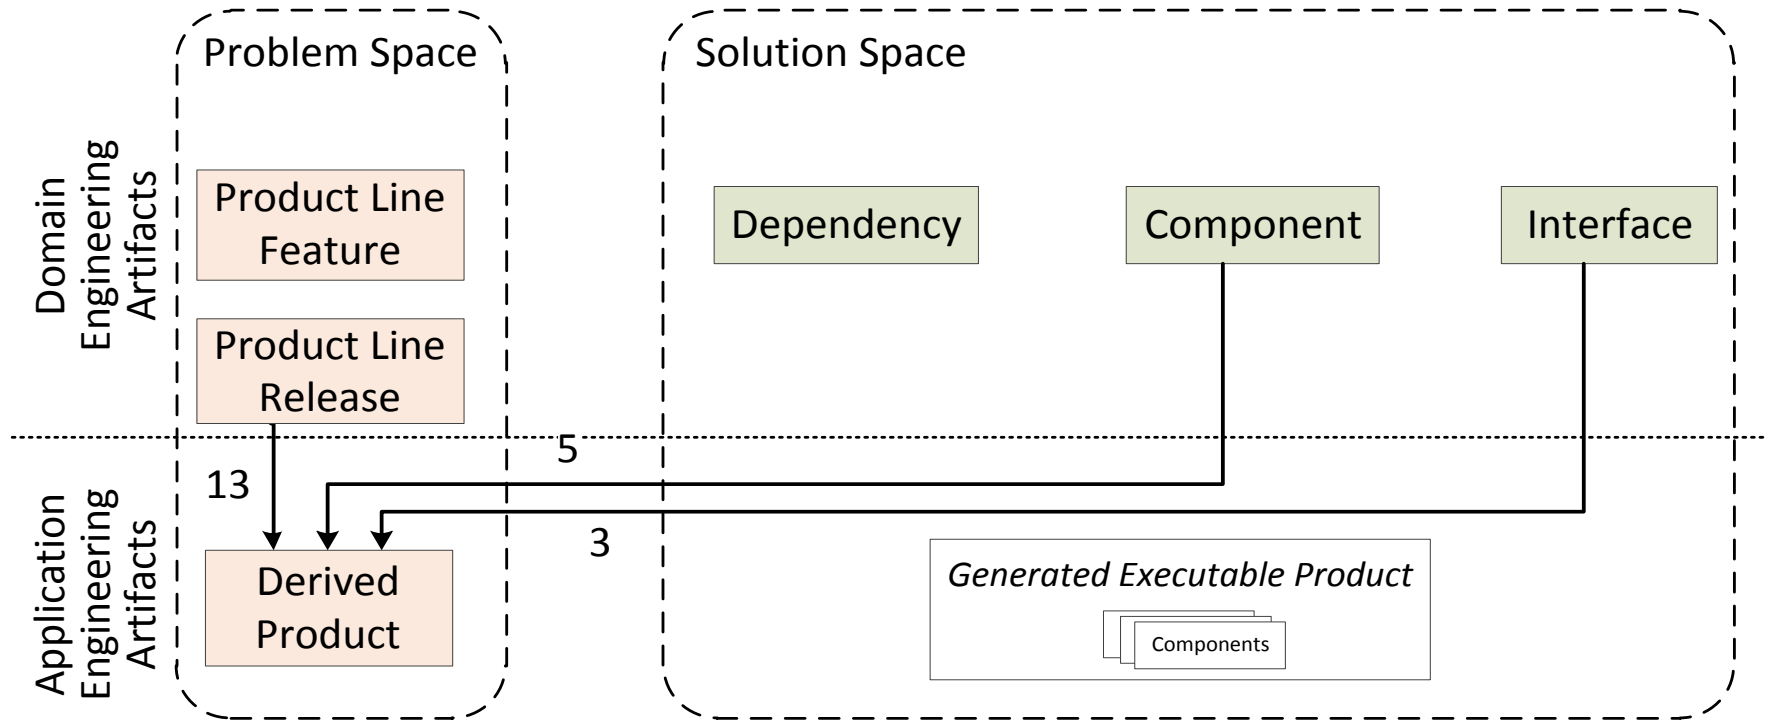 Problem Space
Solution Space
Domain
Engineering
Artifacts
Product Line
Feature
Dependency
Component
Interface
Product Line
Release
5
13
3
Application
Engineering
Artifacts
Derived
Product
Generated Executable Product
Components